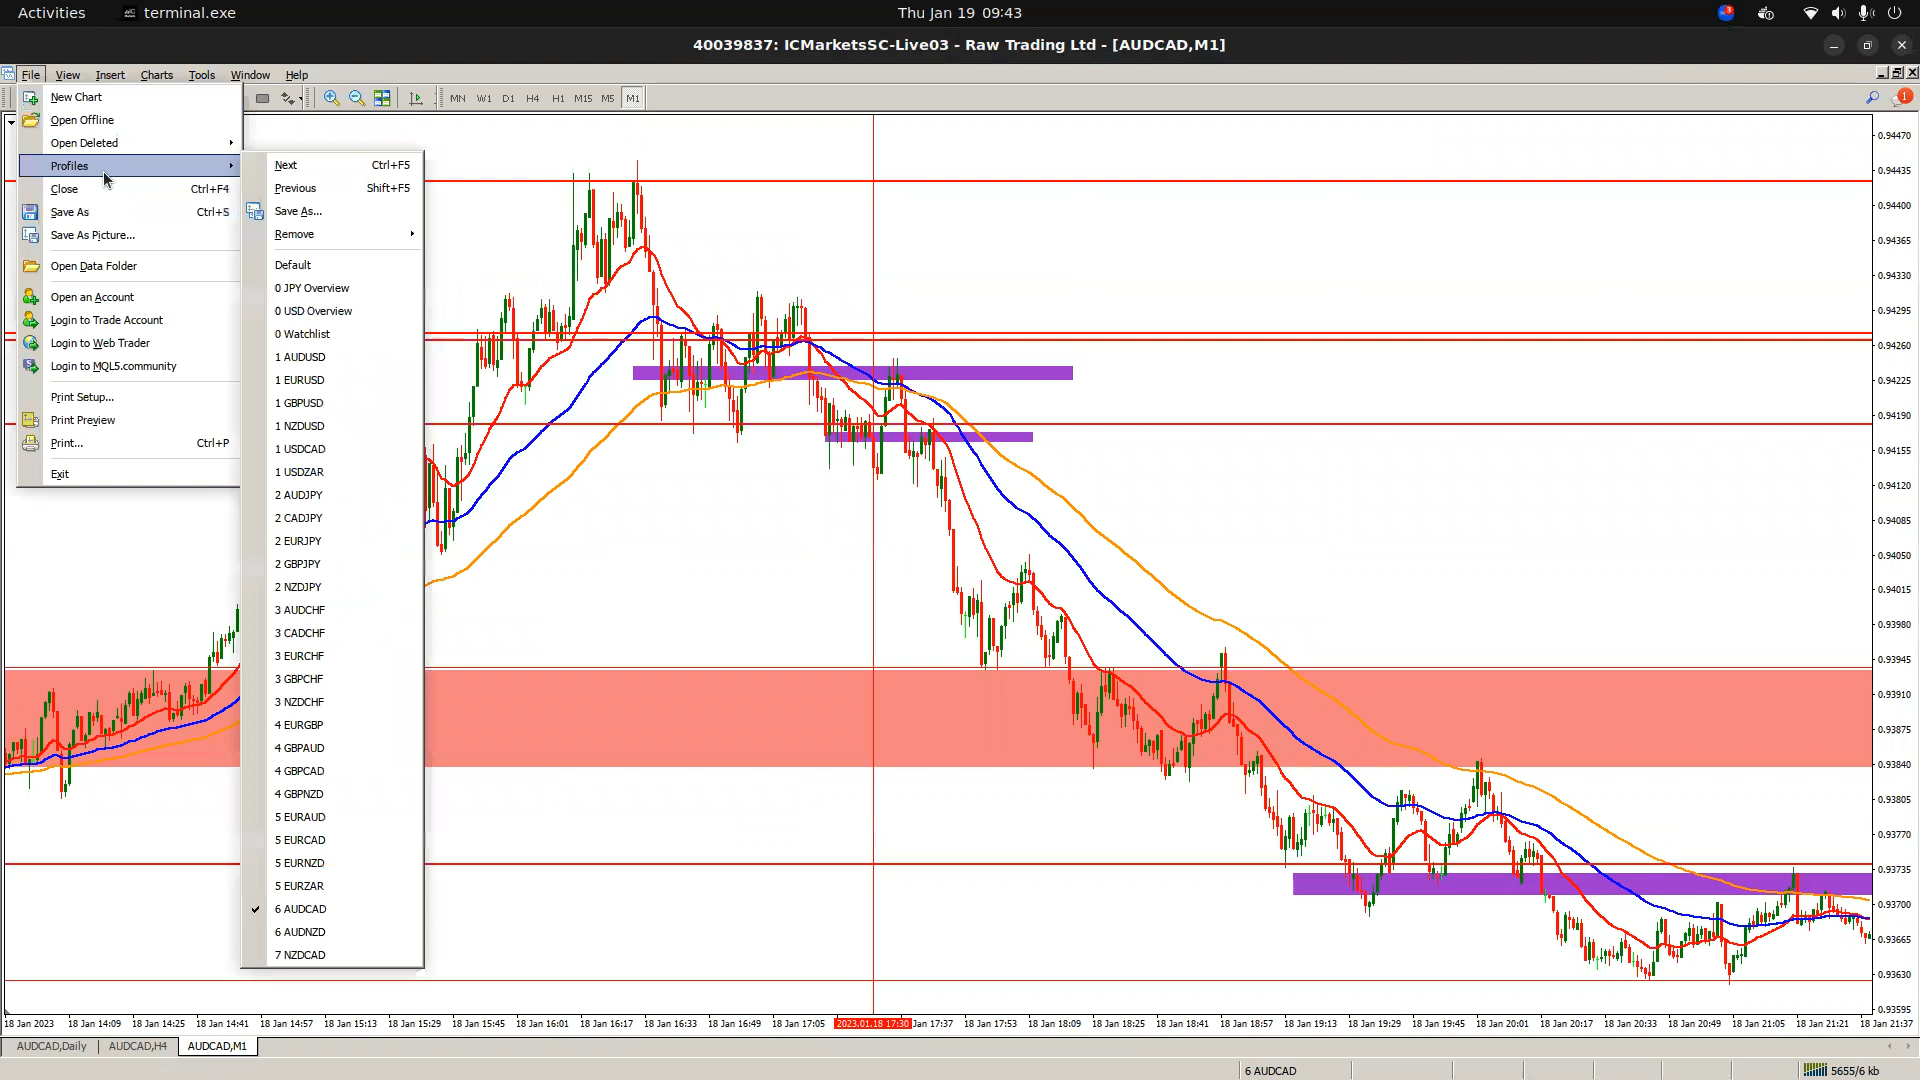 Activities
terminal.exe
Thu Jan 19 09:43
3
40039837: ICMarketsSC-Live03 - Raw Trading Ltd - [AUDCAD,M1]
File View Insert Charts Tools Window Help
MN W1 D1 H4 H1 M15 M5 M1
1
New Chart
Open Offline
Open Deleted
Profiles
Close Ctrl+F4
Save As Ctrl+S
Save As Picture...
Open Data Folder
Open an Account
Login to Trade Account
Login to Web Trader
Login to MQL5.community
Print Setup...
Print Preview
Print... Ctrl+P
Exit
Next Ctrl+F5
Previous Shift+F5
Save As...
Remove
Default
0 JPY Overview
0 USD Overview
0 Watchlist
1 AUDUSD
1 EURUSD
1 GBPUSD
1 NZDUSD
1 USDCAD
1 USDZAR
2 AUDJPY
2 CADJPY
2 EURJPY
2 GBPJPY
2 NZDJPY
3 AUDCHF
3 CADCHF
3 EURCHF
3 GBPCHF
3 NZDCHF
4 EURGBP
4 GBPAUD
4 GBPCAD
4 GBPNZD
5 EURAUD
5 EURCAD
5 EURNZD
5 EURZAR
6 AUDCAD
6 AUDNZD
7 NZDCAD
0.94470
0.94435
0.94400
0.94365
0.94330
0.94295
0.94260
0.94225
0.94190
0.94155
0.94120
0.94085
0.94050
0.94015
0.93980
0.93945
0.93910
0.93875
0.93840
0.93805
0.93770
0.93735
0.93700
0.93665
0.93630
0.93595
18 Jan 2023 18 Jan 14:09 18 Jan 14:25 18 Jan 14:41 18 Jan 14:57 18 Jan 15:13 18 Jan 15:29 18 Jan 15:45 18 Jan 16:01 18 Jan 16:17 18 Jan 16:33 18 Jan 16:49 18 Jan 17:05 2023.01.18 17:30 Jan 17:37 18 Jan 17:53 18 Jan 18:09 18 Jan 18:25 18 Jan 18:41 18 Jan 18:57 18 Jan 19:13 18 Jan 19:29 18 Jan 19:45 18 Jan 20:01 18 Jan 20:17 18 Jan 20:33 18 Jan 20:49 18 Jan 21:05 18 Jan 21:21 18 Jan 21:37
AUDCAD,Daily AUDCAD,H4 AUDCAD,M1
6 AUDCAD
5655/6 kb